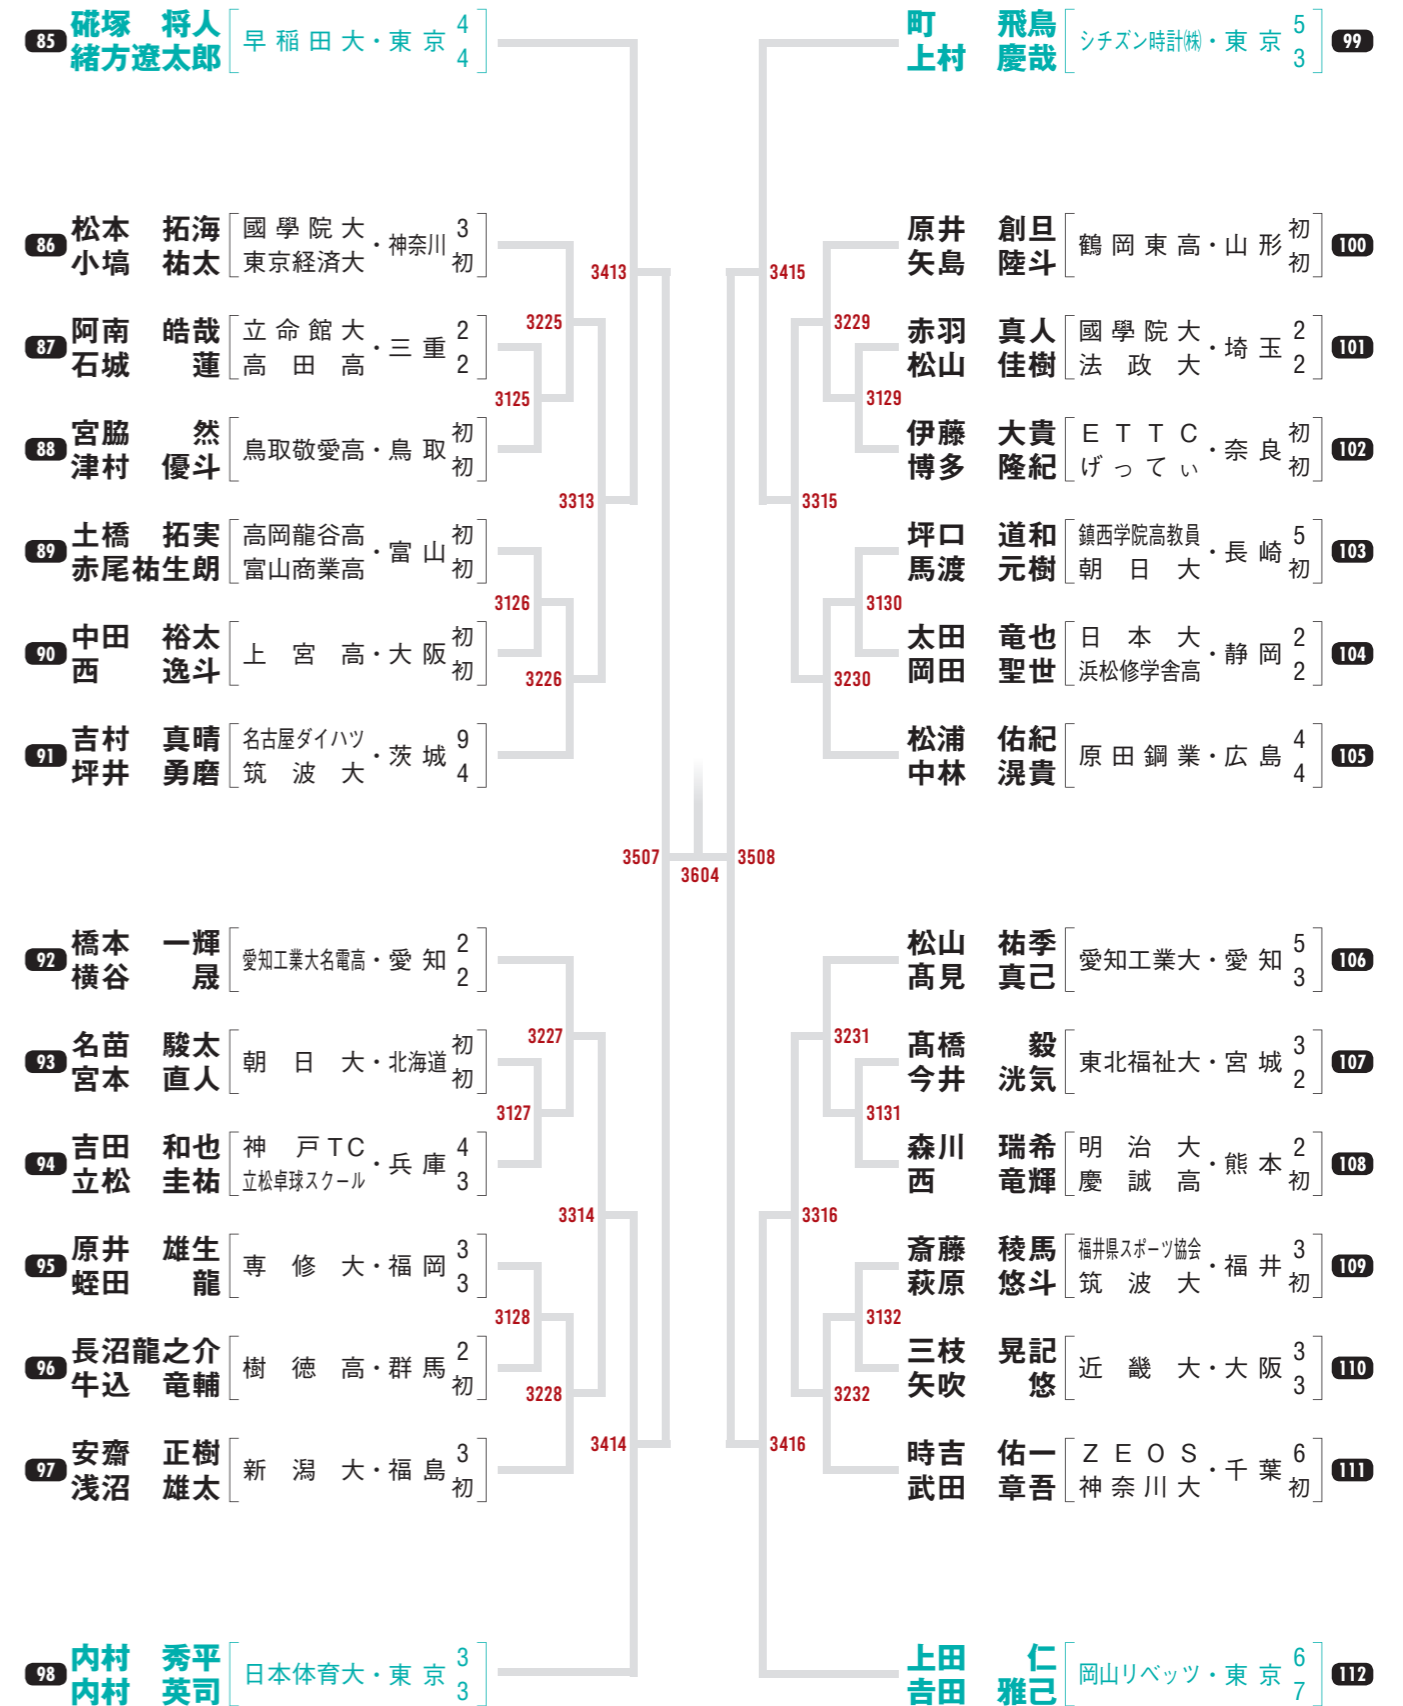 85 硴塚　将人 早稲田大・東京 4
緒方遼太郎 4
86 松本　拓海 國學院大・神奈川 3
小塙　祐太 東京経済大 初
87 阿南　皓哉 立命館大・三重 2
石城　蓮 高田高 2
88 宮脇　然 鳥取敬愛高・鳥取 初
津村　優斗 初
89 土橋　拓実 高岡龍谷高・富山 初
赤尾祐生朗 富山商業高 初
90 中田　裕太 上宮高・大阪 初
西　逸斗 初
91 吉村　真晴 名古屋ダイハツ・茨城 9
坪井　勇磨 筑波大 4
92 橋本　一輝 愛知工業大名電高・愛知 2
横谷　晟 2
93 名苗　駿太 朝日大・北海道 初
宮本　直人 初
94 吉田　和也 神戸TC・兵庫 4
立松　圭祐 立松卓球スクール 3
95 原井　雄生 専修大・福岡 3
蛭田　龍 3
96 長沼龍之介 樹徳高・群馬 2
牛込　竜輔 初
97 安齋　正樹 新潟大・福島 3
浅沼　雄太 初
98 内村　秀平 日本体育大・東京 3
内村　英司 3
3413
3225
3125
3313
3126
3226
3507
3604
3508
3227
3127
3314
3128
3228
3414
3415
3229
3129
3315
3130
3230
3231
3131
3316
3132
3232
3416
町　飛鳥 シチズン時計㈱・東京 5 99
上村　慶哉 3
原井　創旦 鶴岡東高・山形 初 100
矢島　陸斗 初
赤羽　真人 國學院大・埼玉 2 101
松山　佳樹 法政大 2
伊藤　大貴 ETTC・奈良 初 102
博多　隆紀 げってぃ 初
坪口　道和 鎮西学院高教員・長崎 5 103
馬渡　元樹 朝日大 初
太田　竜也 日本大・静岡 2 104
岡田　聖世 浜松修学舎高 2
松浦　佑紀 原田鋼業・広島 4 105
中林　滉貴 4
松山　祐季 愛知工業大・愛知 5 106
髙見　真己 3
髙橋　毅 東北福祉大・宮城 3 107
今井　洸気 2
森川　瑞希 明治大・熊本 2 108
西　竜輝 慶誠高 初
斎藤　稜馬 福井県スポーツ協会・福井 3 109
萩原　悠斗 筑波大 初
三枝　晃記 近畿大・大阪 3 110
矢吹　悠 3
時吉　佑一 ZEOS・千葉 6 111
武田　章吾 神奈川大 初
上田　仁 岡山リベッツ・東京 6 112
𠮷田　雅己 7